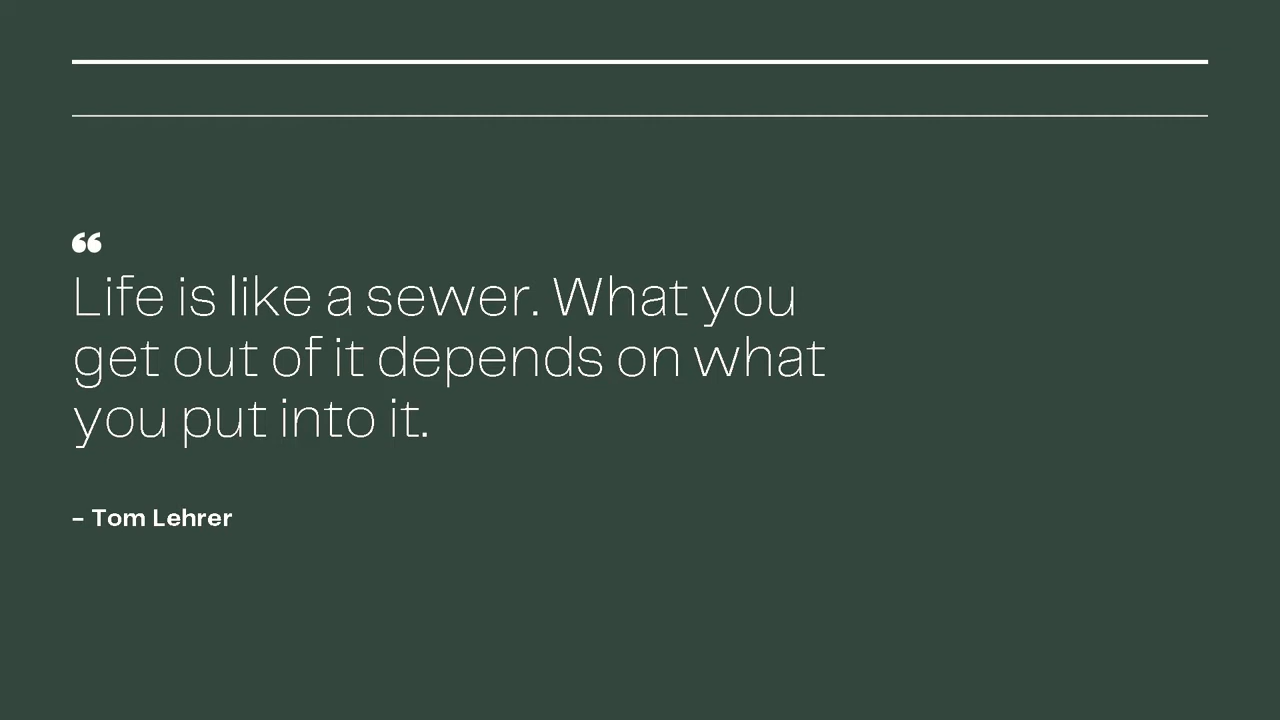 “
Life is like a sewer. What you
get out of it depends on what
you put into it.
– Tom Lehrer